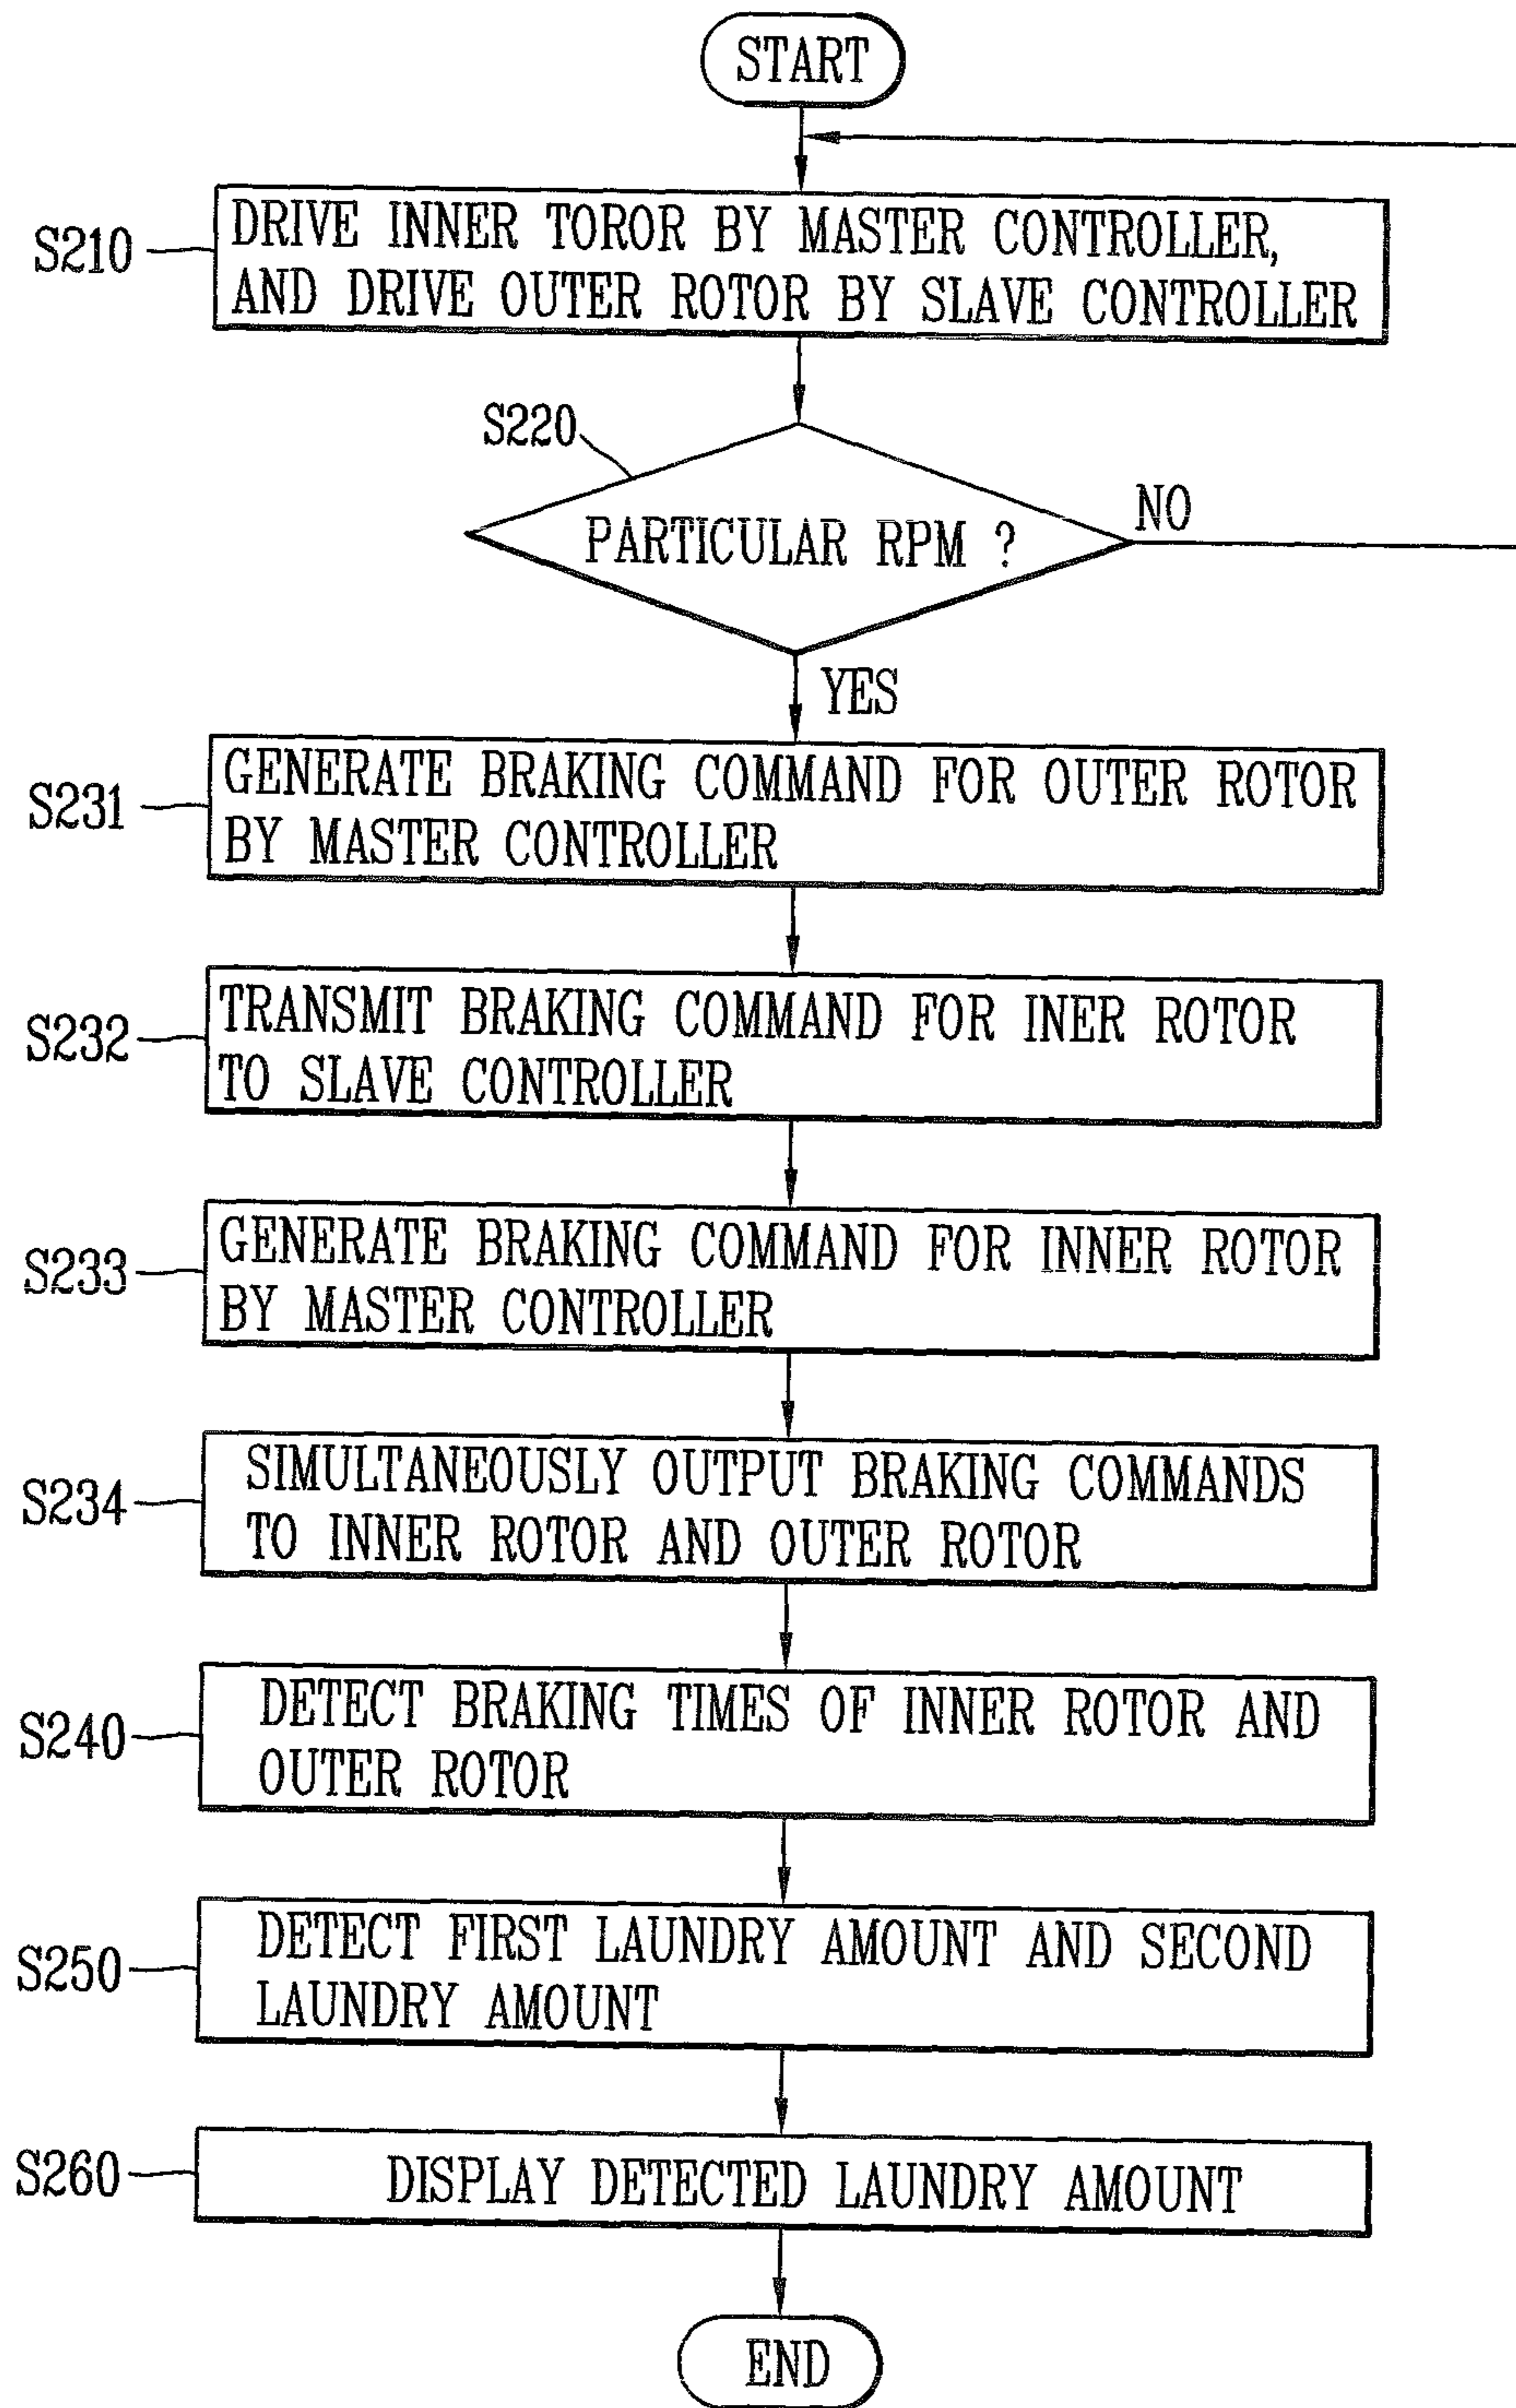 START
S210
DRIVE INNER TOROR BY MASTER CONTROLLER,
AND DRIVE OUTER ROTOR BY SLAVE CONTROLLER
S220
PARTICULAR RPM ?
NO
YES
S231
GENERATE BRAKING COMMAND FOR OUTER ROTOR
BY MASTER CONTROLLER
S232
TRANSMIT BRAKING COMMAND FOR INER ROTOR
TO SLAVE CONTROLLER
S233
GENERATE BRAKING COMMAND FOR INNER ROTOR
BY MASTER CONTROLLER
S234
SIMULTANEOUSLY OUTPUT BRAKING COMMANDS
TO INNER ROTOR AND OUTER ROTOR
S240
DETECT BRAKING TIMES OF INNER ROTOR AND
OUTER ROTOR
S250
DETECT FIRST LAUNDRY AMOUNT AND SECOND
LAUNDRY AMOUNT
S260
DISPLAY DETECTED LAUNDRY AMOUNT
END